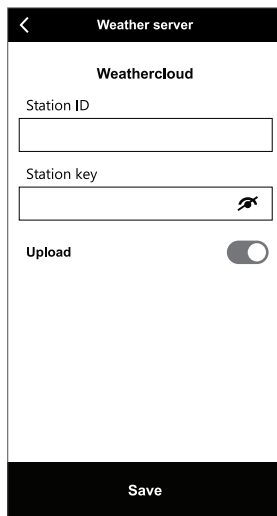 Weather server
Weathercloud
Station ID
Station key
Upload
Save